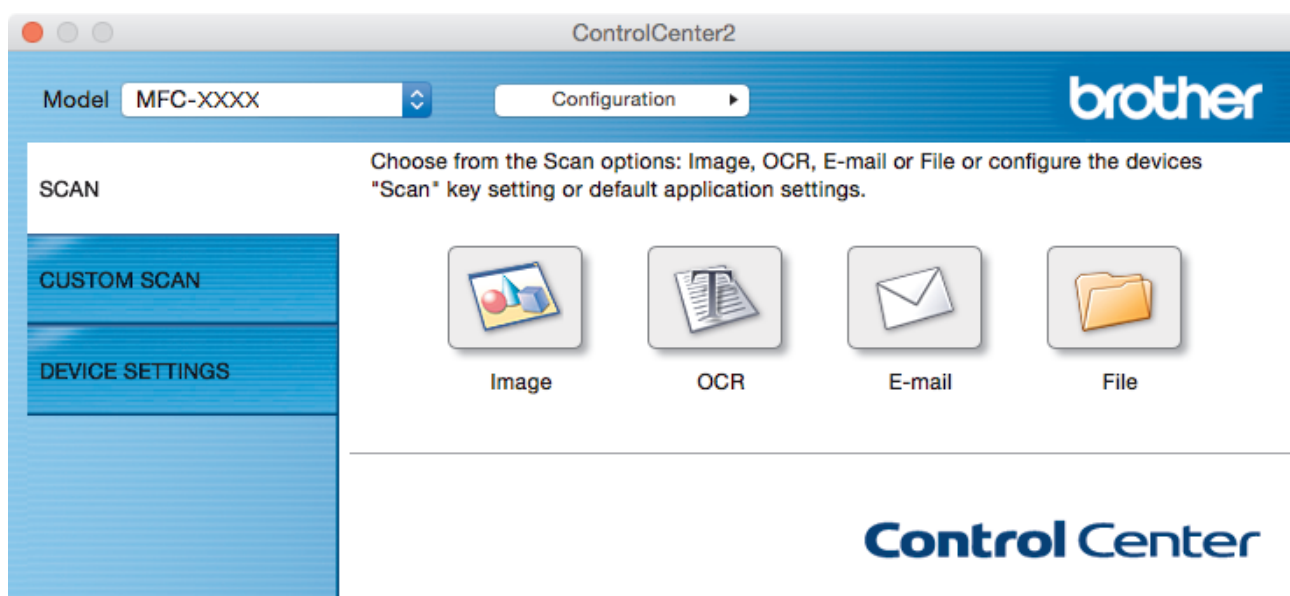 ControlCenter2
Model MFC-XXXX Configuration brother
SCAN
Choose from the Scan options: Image, OCR, E-mail or File or configure the devices
"Scan" key setting or default application settings.
CUSTOM SCAN
DEVICE SETTINGS
Image OCR E-mail File
Control Center